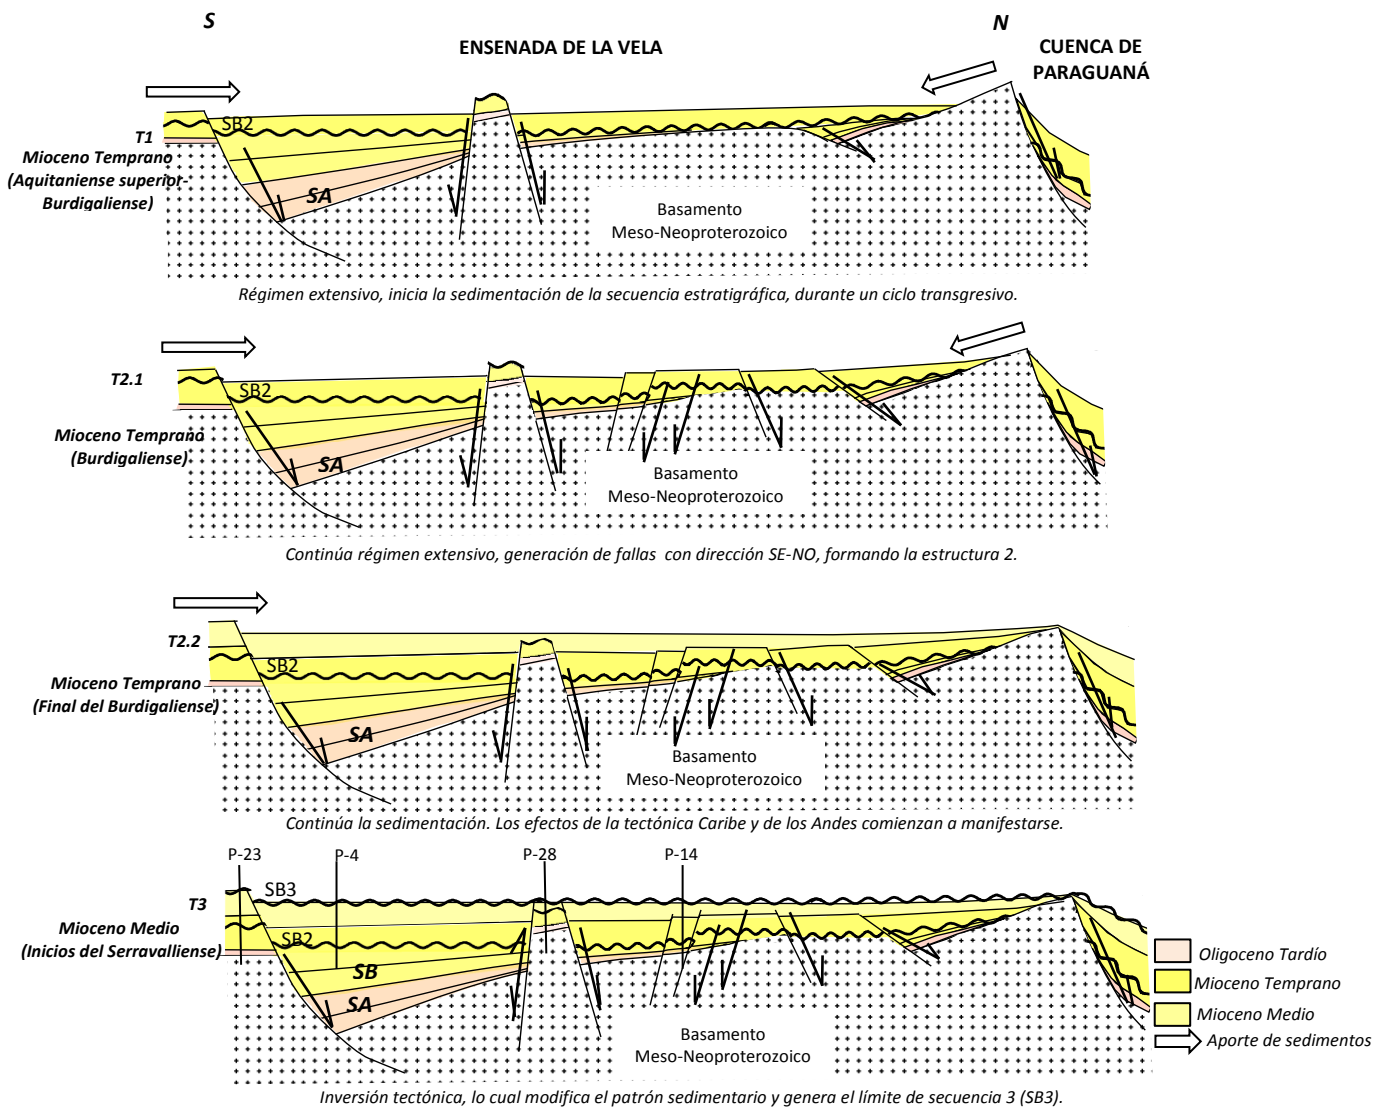 S
N
ENSENADA DE LA VELA
CUENCA DE
PARAGUANÁ
SB2
T1
Mioceno Temprano
(Aquitaniense superior-
Burdigaliense)
SA
Basamento
Meso-Neoproterozoico
Régimen extensivo, inicia la sedimentación de la secuencia estratigráfica, durante un ciclo transgresivo.
T2.1
SB2
Mioceno Temprano
(Burdigaliense)
SA
Basamento
Meso-Neoproterozoico
Continúa régimen extensivo, generación de fallas con dirección SE-NO, formando la estructura 2.
T2.2
SB2
Mioceno Temprano
(Final del Burdigaliense)
SA
Basamento
Meso-Neoproterozoico
Continúa la sedimentación. Los efectos de la tectónica Caribe y de los Andes comienzan a manifestarse.
P-23
P-4
P-28
P-14
SB3
T3
Mioceno Medio
(Inicios del Serravalliense)
SB2
SB
SA
Basamento
Meso-Neoproterozoico
Oligoceno Tardío
Mioceno Temprano
Mioceno Medio
Aporte de sedimentos
Inversión tectónica, lo cual modifica el patrón sedimentario y genera el límite de secuencia 3 (SB3).